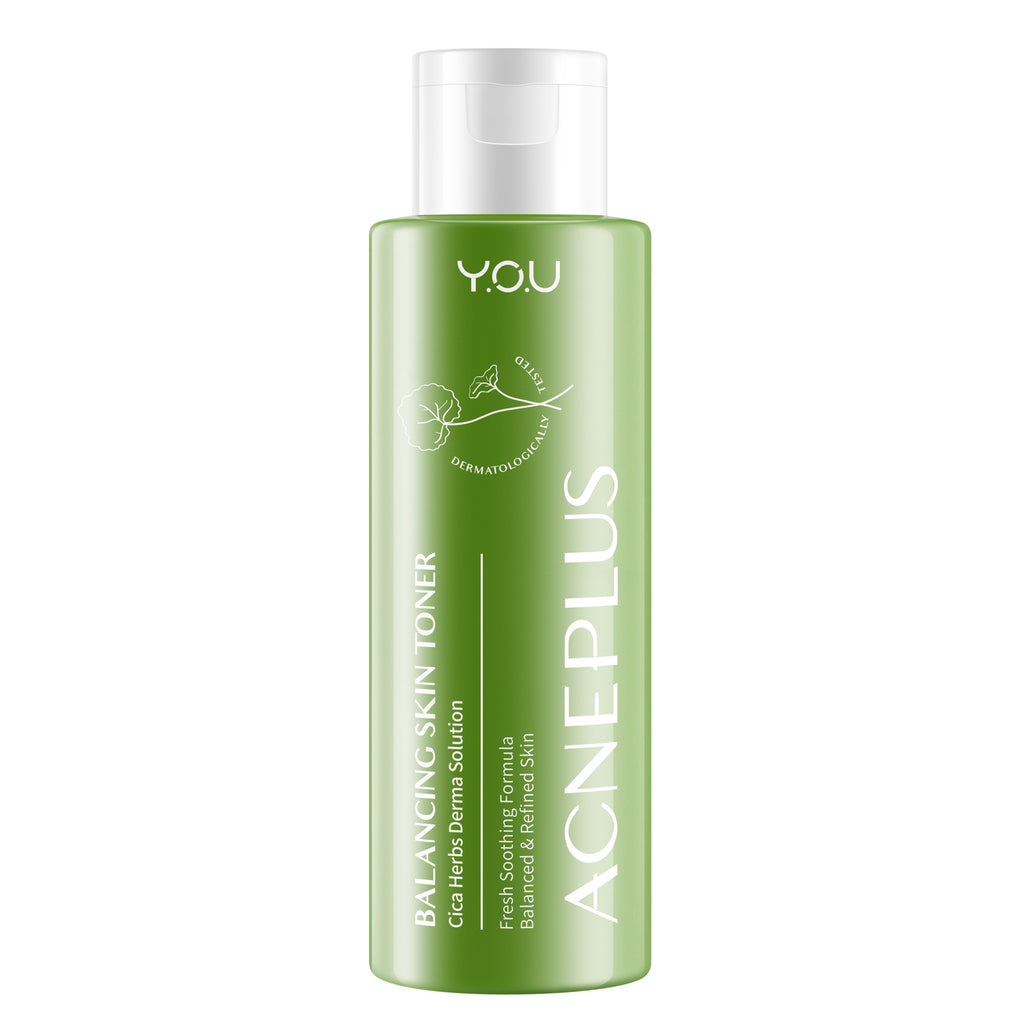 Y.O.U
DERMATOLOGICALLY TESTED
BALANCING SKIN TONER
Cica Herbs Derma Solution
Fresh Soothing Formula
Balanced & Refined Skin
ACNEPLUS